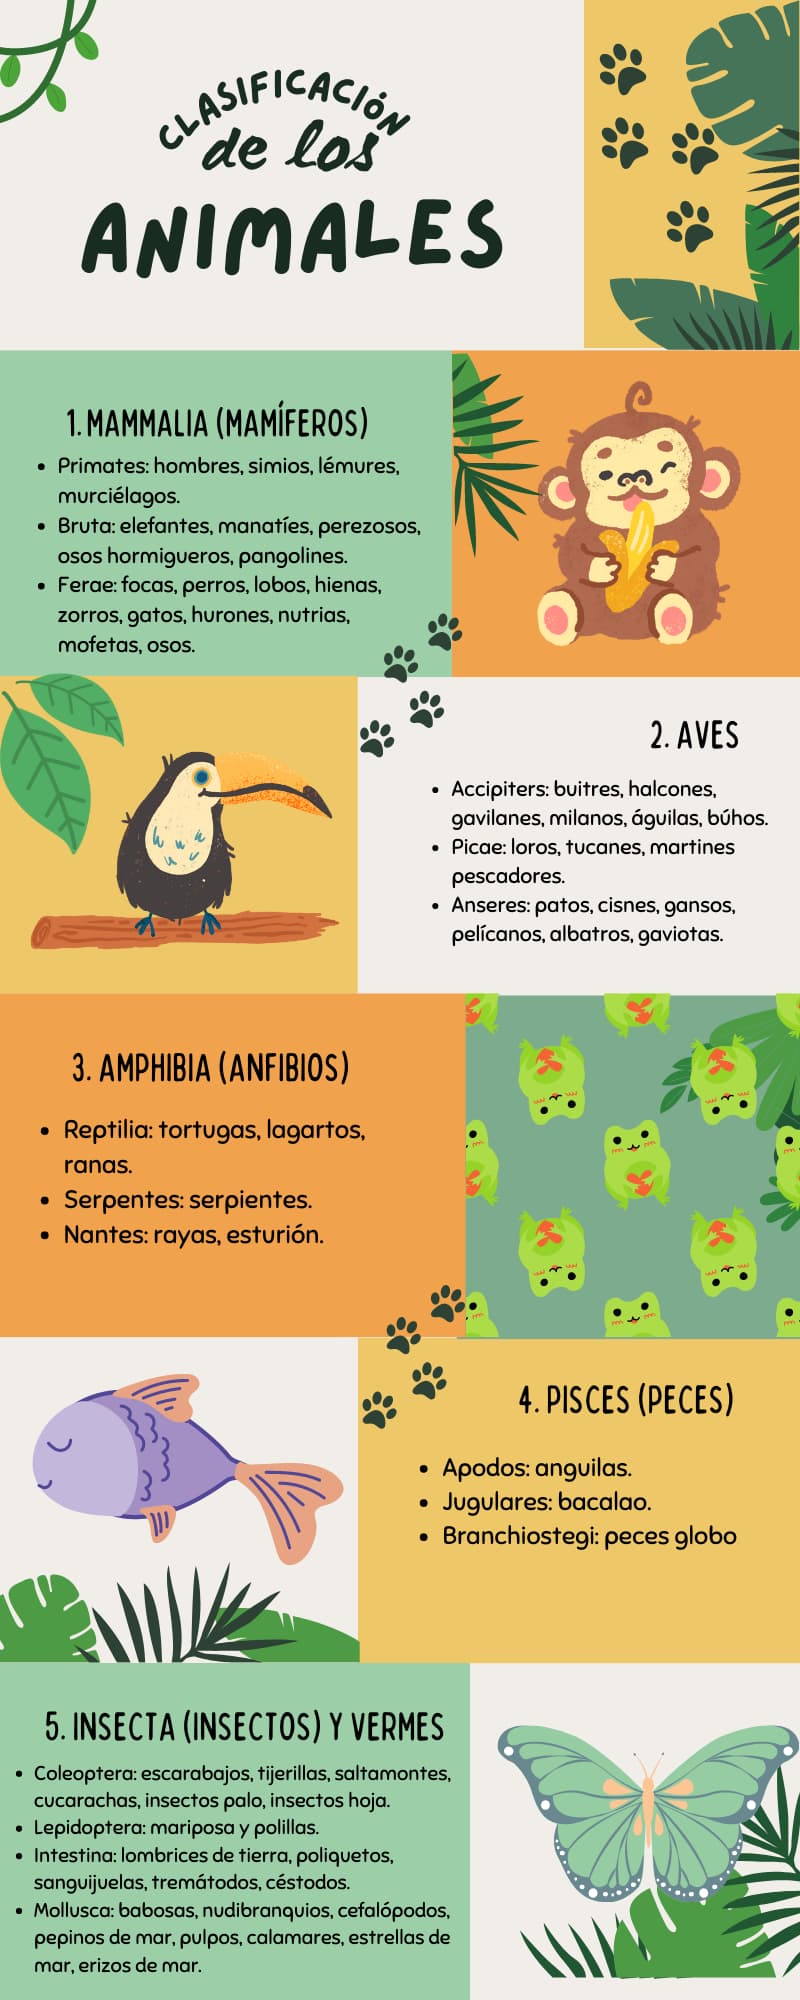 CLASIFICACIÓN
de los
ANIMALES
1. MAMMALIA (MAMÍFEROS)
• Primates: hombres, simios, lémures,
murciélagos.
• Bruta: elefantes, manatíes, perezosos,
osos hormigueros, pangolines.
• Ferae: focas, perros, lobos, hienas,
zorros, gatos, hurones, nutrias,
mofetas, osos.
2. AVES
• Accipiters: buitres, halcones,
gavilanes, milanos, águilas, búhos.
• Picae: loros, tucanes, martines
pescadores.
• Anseres: patos, cisnes, gansos,
pelícanos, albatros, gaviotas.
3. AMPHIBIA (ANFIBIOS)
• Reptilia: tortugas, lagartos,
ranas.
• Serpentes: serpientes.
• Nantes: rayas, esturión.
4. PISCES (PECES)
• Apodos: anguilas.
• Jugulares: bacalao.
• Branchiostegi: peces globo
5. INSECTA (INSECTOS) Y VERMES
• Coleoptera: escarabajos, tijerillas, saltamontes,
cucarachas, insectos palo, insectos hoja.
• Lepidoptera: mariposa y polillas.
• Intestina: lombrices de tierra, poliquetos,
sanguijuelas, tremátodos, céstodos.
• Mollusca: babosas, nudibranquios, cefalópodos,
pepinos de mar, pulpos, calamares, estrellas de
mar, erizos de mar.